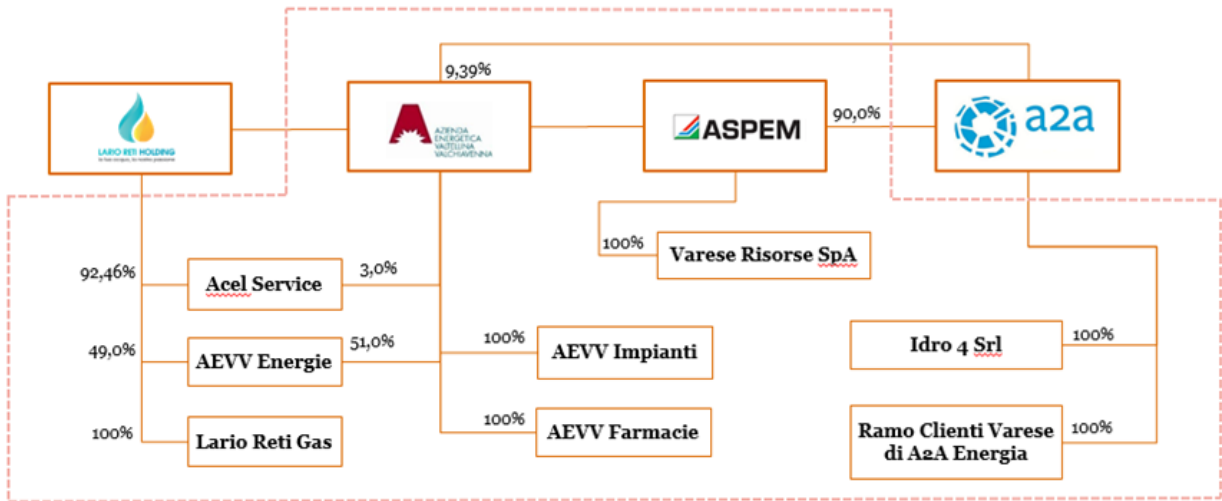 9,39%
LARIO RETI HOLDING
AZIENDA
ENERGETICA
VALTELLINA
VALCHIAVENNA
ASPEM
90,0%
a2a
100%
Varese Risorse SpA
92,46%
Acel Service
3,0%
49,0%
AEVV Energie
51,0%
100%
AEVV Impianti
Idro 4 Srl
100%
100%
Lario Reti Gas
100%
AEVV Farmacie
Ramo Clienti Varese
di A2A Energia
100%